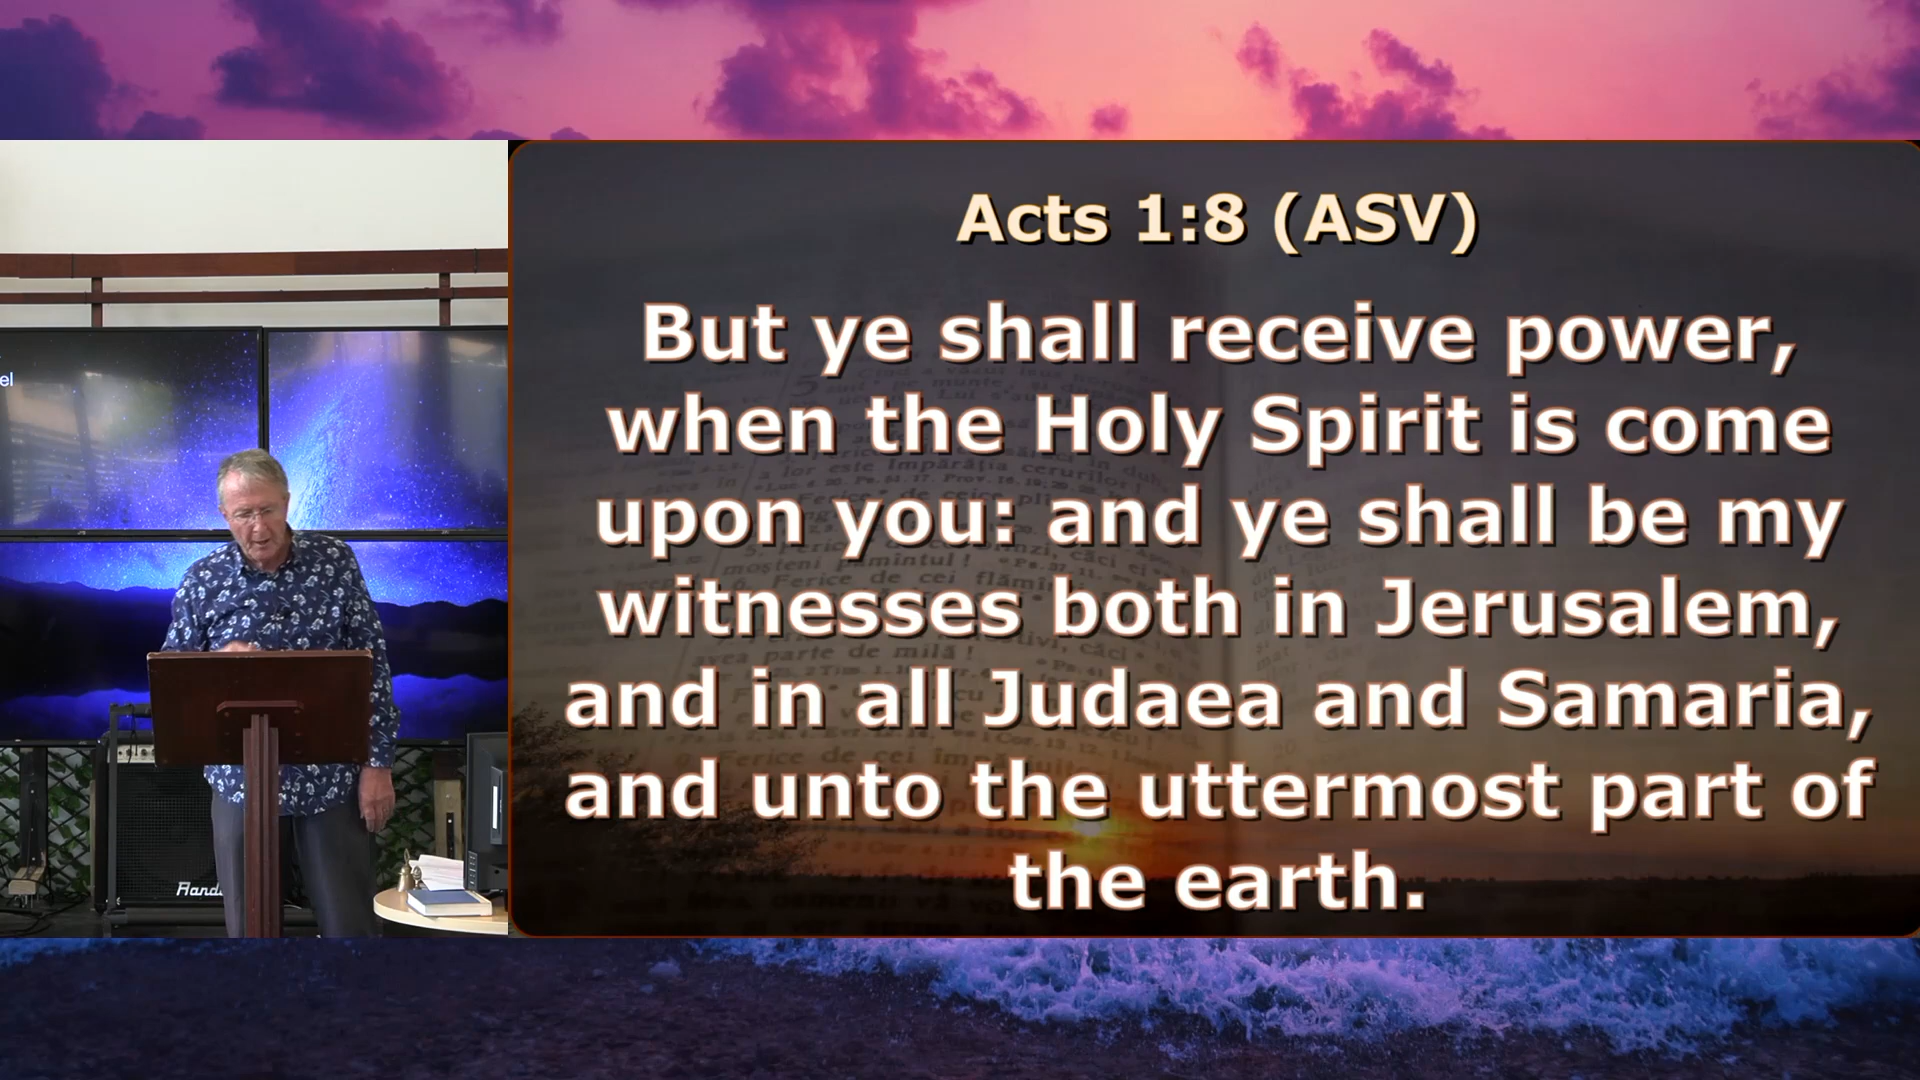 el
Acts 1:8 (ASV)
But ye shall receive power,
when the Holy Spirit is come
upon you: and ye shall be my
witnesses both in Jerusalem,
and in all Judaea and Samaria,
and unto the uttermost part of
the earth.